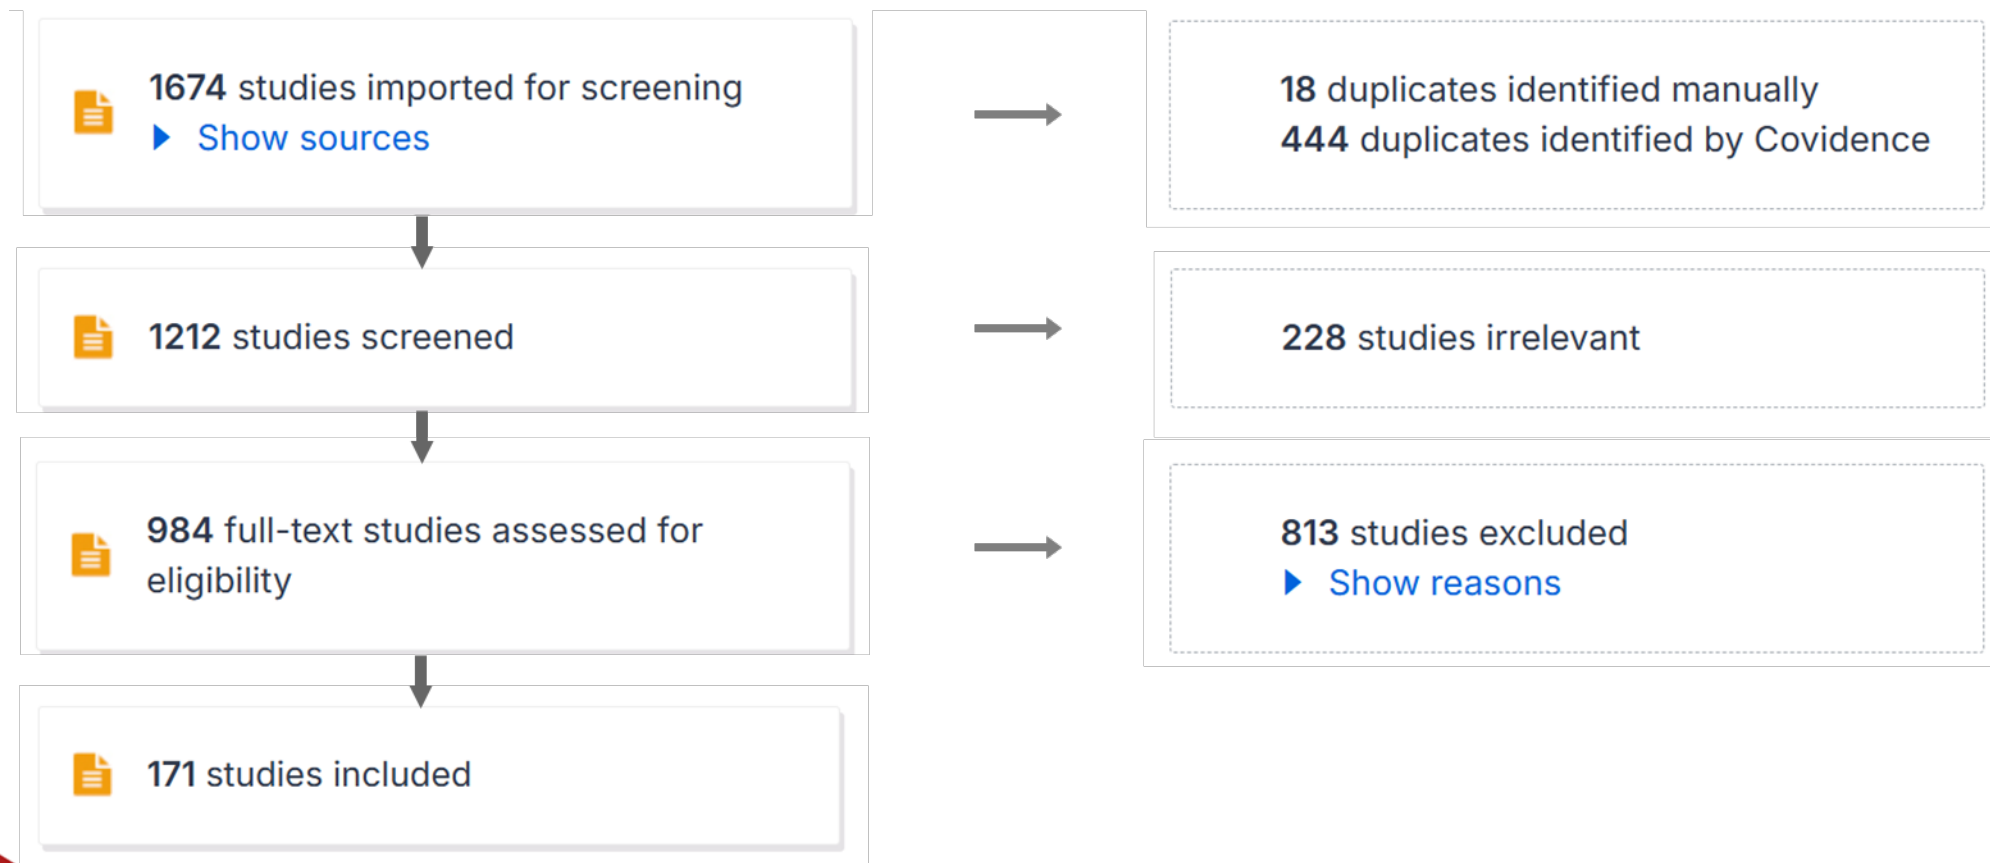 1674 studies imported for screening
Show sources
18 duplicates identified manually
444 duplicates identified by Covidence
1212 studies screened
228 studies irrelevant
984 full-text studies assessed for
eligibility
813 studies excluded
Show reasons
171 studies included